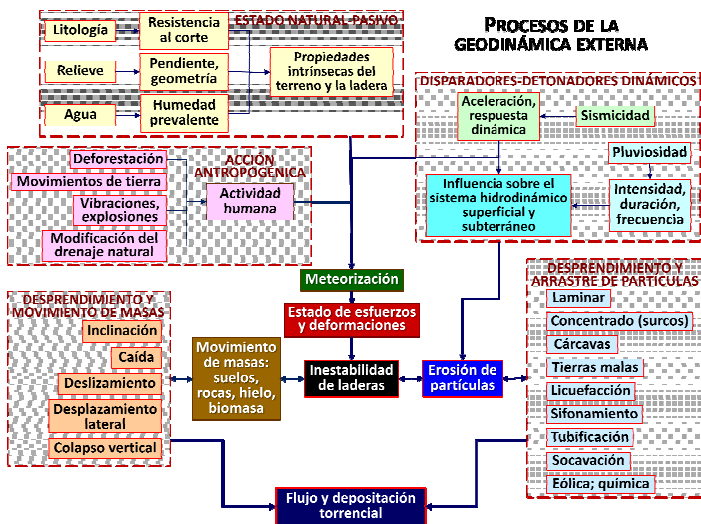 PROCESOS DE LA
GEODINÁMICA EXTERNA
ESTADO NATURAL-PASIVO
Litología
Resistencia
al corte
Relieve
Pendiente,
geometría
Agua
Humedad
prevalente
Propiedades
intrínsecas del
terreno y la ladera
DISPARADORES-DETONADORES DINÁMICOS
Aceleración,
respuesta
dinámica
Sismicidad
Pluviosidad
Influencia sobre el
sistema hidrodinámico
superficial y
subterráneo
Intensidad,
duración,
frecuencia
ACCIÓN
ANTROPOGÉNICA
Deforestación
Movimientos de tierra
Vibraciones,
explosiones
Modificación del
drenaje natural
Actividad
humana
Meteorización
Estado de esfuerzos
y deformaciones
DESPRENDIMIENTO Y
MOVIMIENTO DE MASAS
Inclinación
Caída
Deslizamiento
Desplazamiento
lateral
Colapso vertical
Movimiento
de masas:
suelos,
rocas, hielo,
biomasa
Inestabilidad
de laderas
Erosión de
partículas
DESPRENDIMIENTO Y
ARRASTRE DE PARTÍCULAS
Laminar
Concentrado (surcos)
Cárcavas
Tierras malas
Licuefacción
Sifonamiento
Tubificación
Socavación
Eólica; química
Flujo y depositación
torrencial